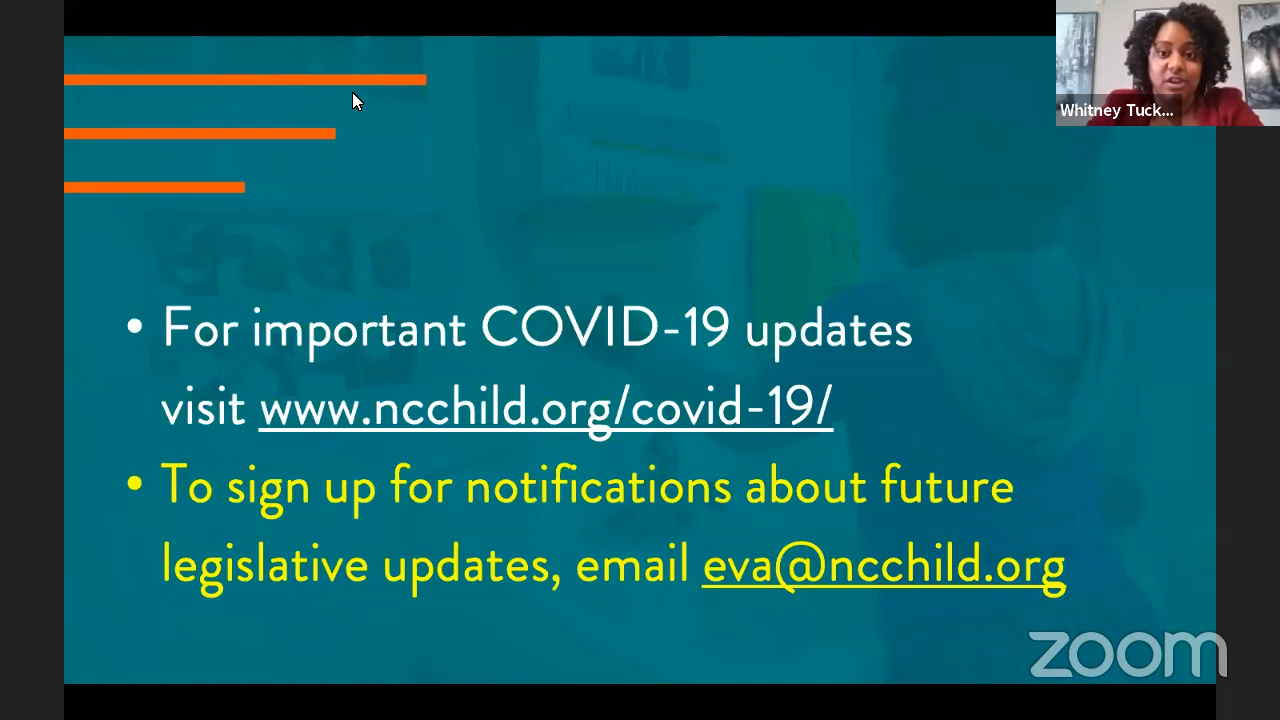 Whitney Tuck...
• For important COVID-19 updates
visit www.ncchild.org/covid-19/
• To sign up for notifications about future
legislative updates, email eva@ncchild.org
zoom